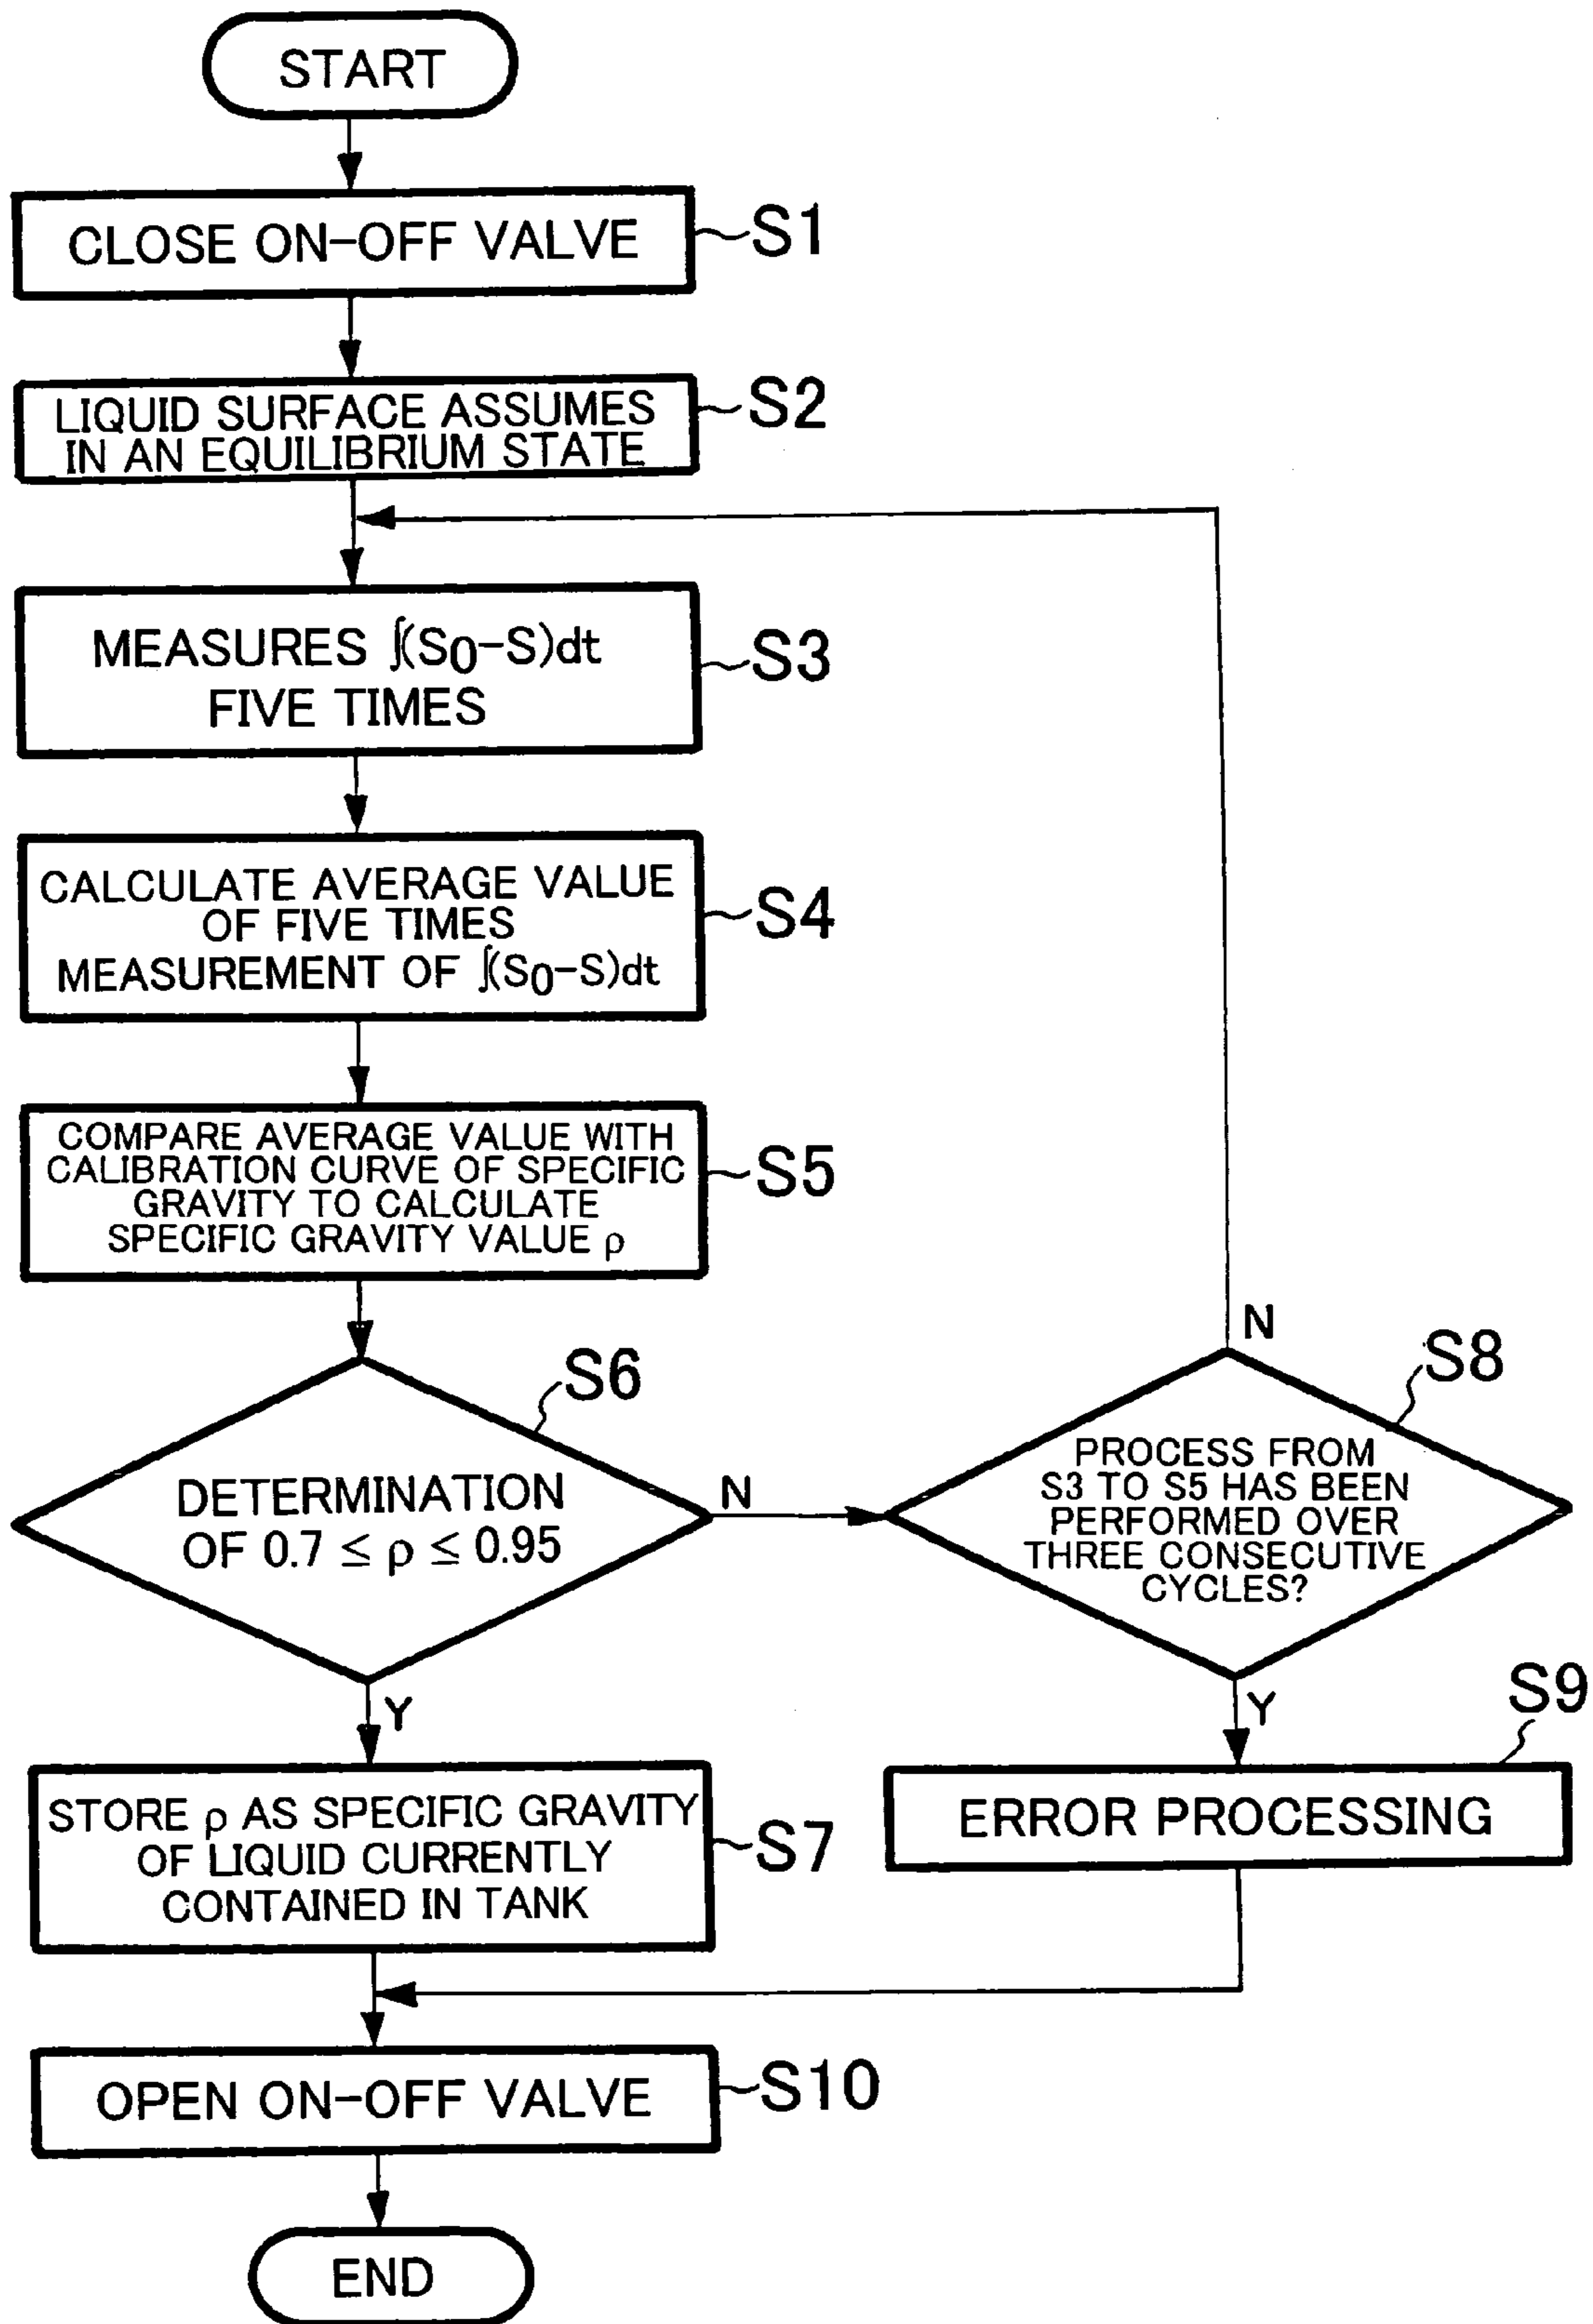 START
CLOSE ON-OFF VALVE
S1
LIQUID SURFACE ASSUMES
IN AN EQUILIBRIUM STATE
S2
MEASURES ∫(S₀-S)dt
FIVE TIMES
S3
CALCULATE AVERAGE VALUE
OF FIVE TIMES
MEASUREMENT OF ∫(S₀-S)dt
S4
COMPARE AVERAGE VALUE WITH
CALIBRATION CURVE OF SPECIFIC
GRAVITY TO CALCULATE
SPECIFIC GRAVITY VALUE ρ
S5
S6
DETERMINATION
OF 0.7 ≤ ρ ≤ 0.95
N
Y
S8
N
PROCESS FROM
S3 TO S5 HAS BEEN
PERFORMED OVER
THREE CONSECUTIVE
CYCLES?
Y
STORE ρ AS SPECIFIC GRAVITY
OF LIQUID CURRENTLY
CONTAINED IN TANK
S7
S9
ERROR PROCESSING
OPEN ON-OFF VALVE
S10
END